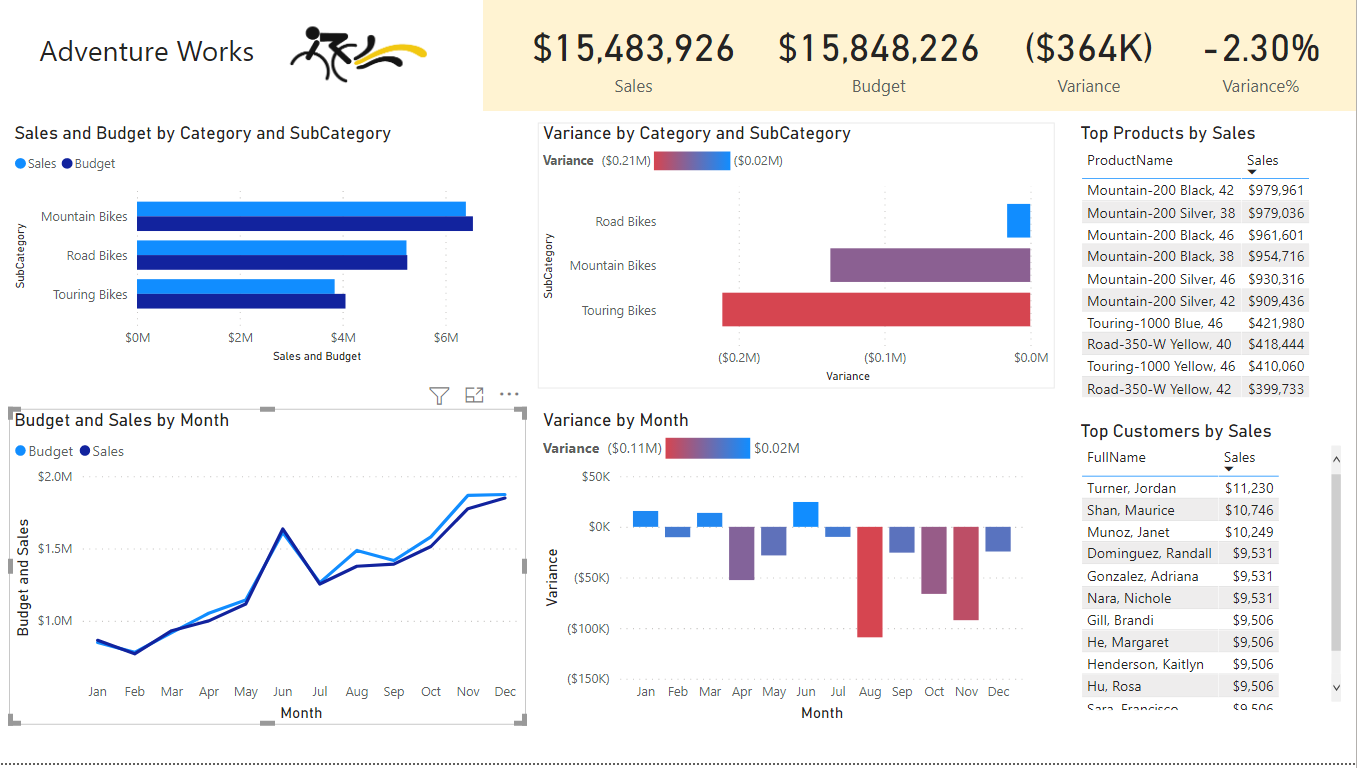 Adventure Works
$15,483,926 $15,848,226 ($364K) -2.30%
Sales Budget Variance Variance%
Sales and Budget by Category and SubCategory
Sales Budget
SubCategory
Mountain Bikes
Road Bikes
Touring Bikes
$0M $2M $4M $6M
Sales and Budget
Variance by Category and SubCategory
Variance ($0.21M) ($0.02M)
SubCategory
Road Bikes
Mountain Bikes
Touring Bikes
($0.2M) ($0.1M) $0.0M
Variance
Top Products by Sales
ProductName Sales
Mountain-200 Black, 42 $979,961
Mountain-200 Silver, 38 $979,036
Mountain-200 Black, 46 $961,601
Mountain-200 Black, 38 $954,716
Mountain-200 Silver, 46 $930,316
Mountain-200 Silver, 42 $909,436
Touring-1000 Blue, 46 $421,980
Road-350-W Yellow, 40 $418,444
Touring-1000 Yellow, 46 $410,060
Road-350-W Yellow, 42 $399,733
Budget and Sales by Month
Budget Sales
Budget and Sales
$2.0M
$1.5M
$1.0M
Jan Feb Mar Apr May Jun Jul Aug Sep Oct Nov Dec
Month
Variance by Month
Variance ($0.11M) $0.02M
Variance
$50K
$0K
($50K)
($100K)
($150K)
Jan Feb Mar Apr May Jun Jul Aug Sep Oct Nov Dec
Month
Top Customers by Sales
FullName Sales
Turner, Jordan $11,230
Shan, Maurice $10,746
Munoz, Janet $10,249
Dominguez, Randall $9,531
Gonzalez, Adriana $9,531
Nara, Nichole $9,531
Gill, Brandi $9,506
He, Margaret $9,506
Henderson, Kaitlyn $9,506
Hu, Rosa $9,506
Sara, Francisco $9,506